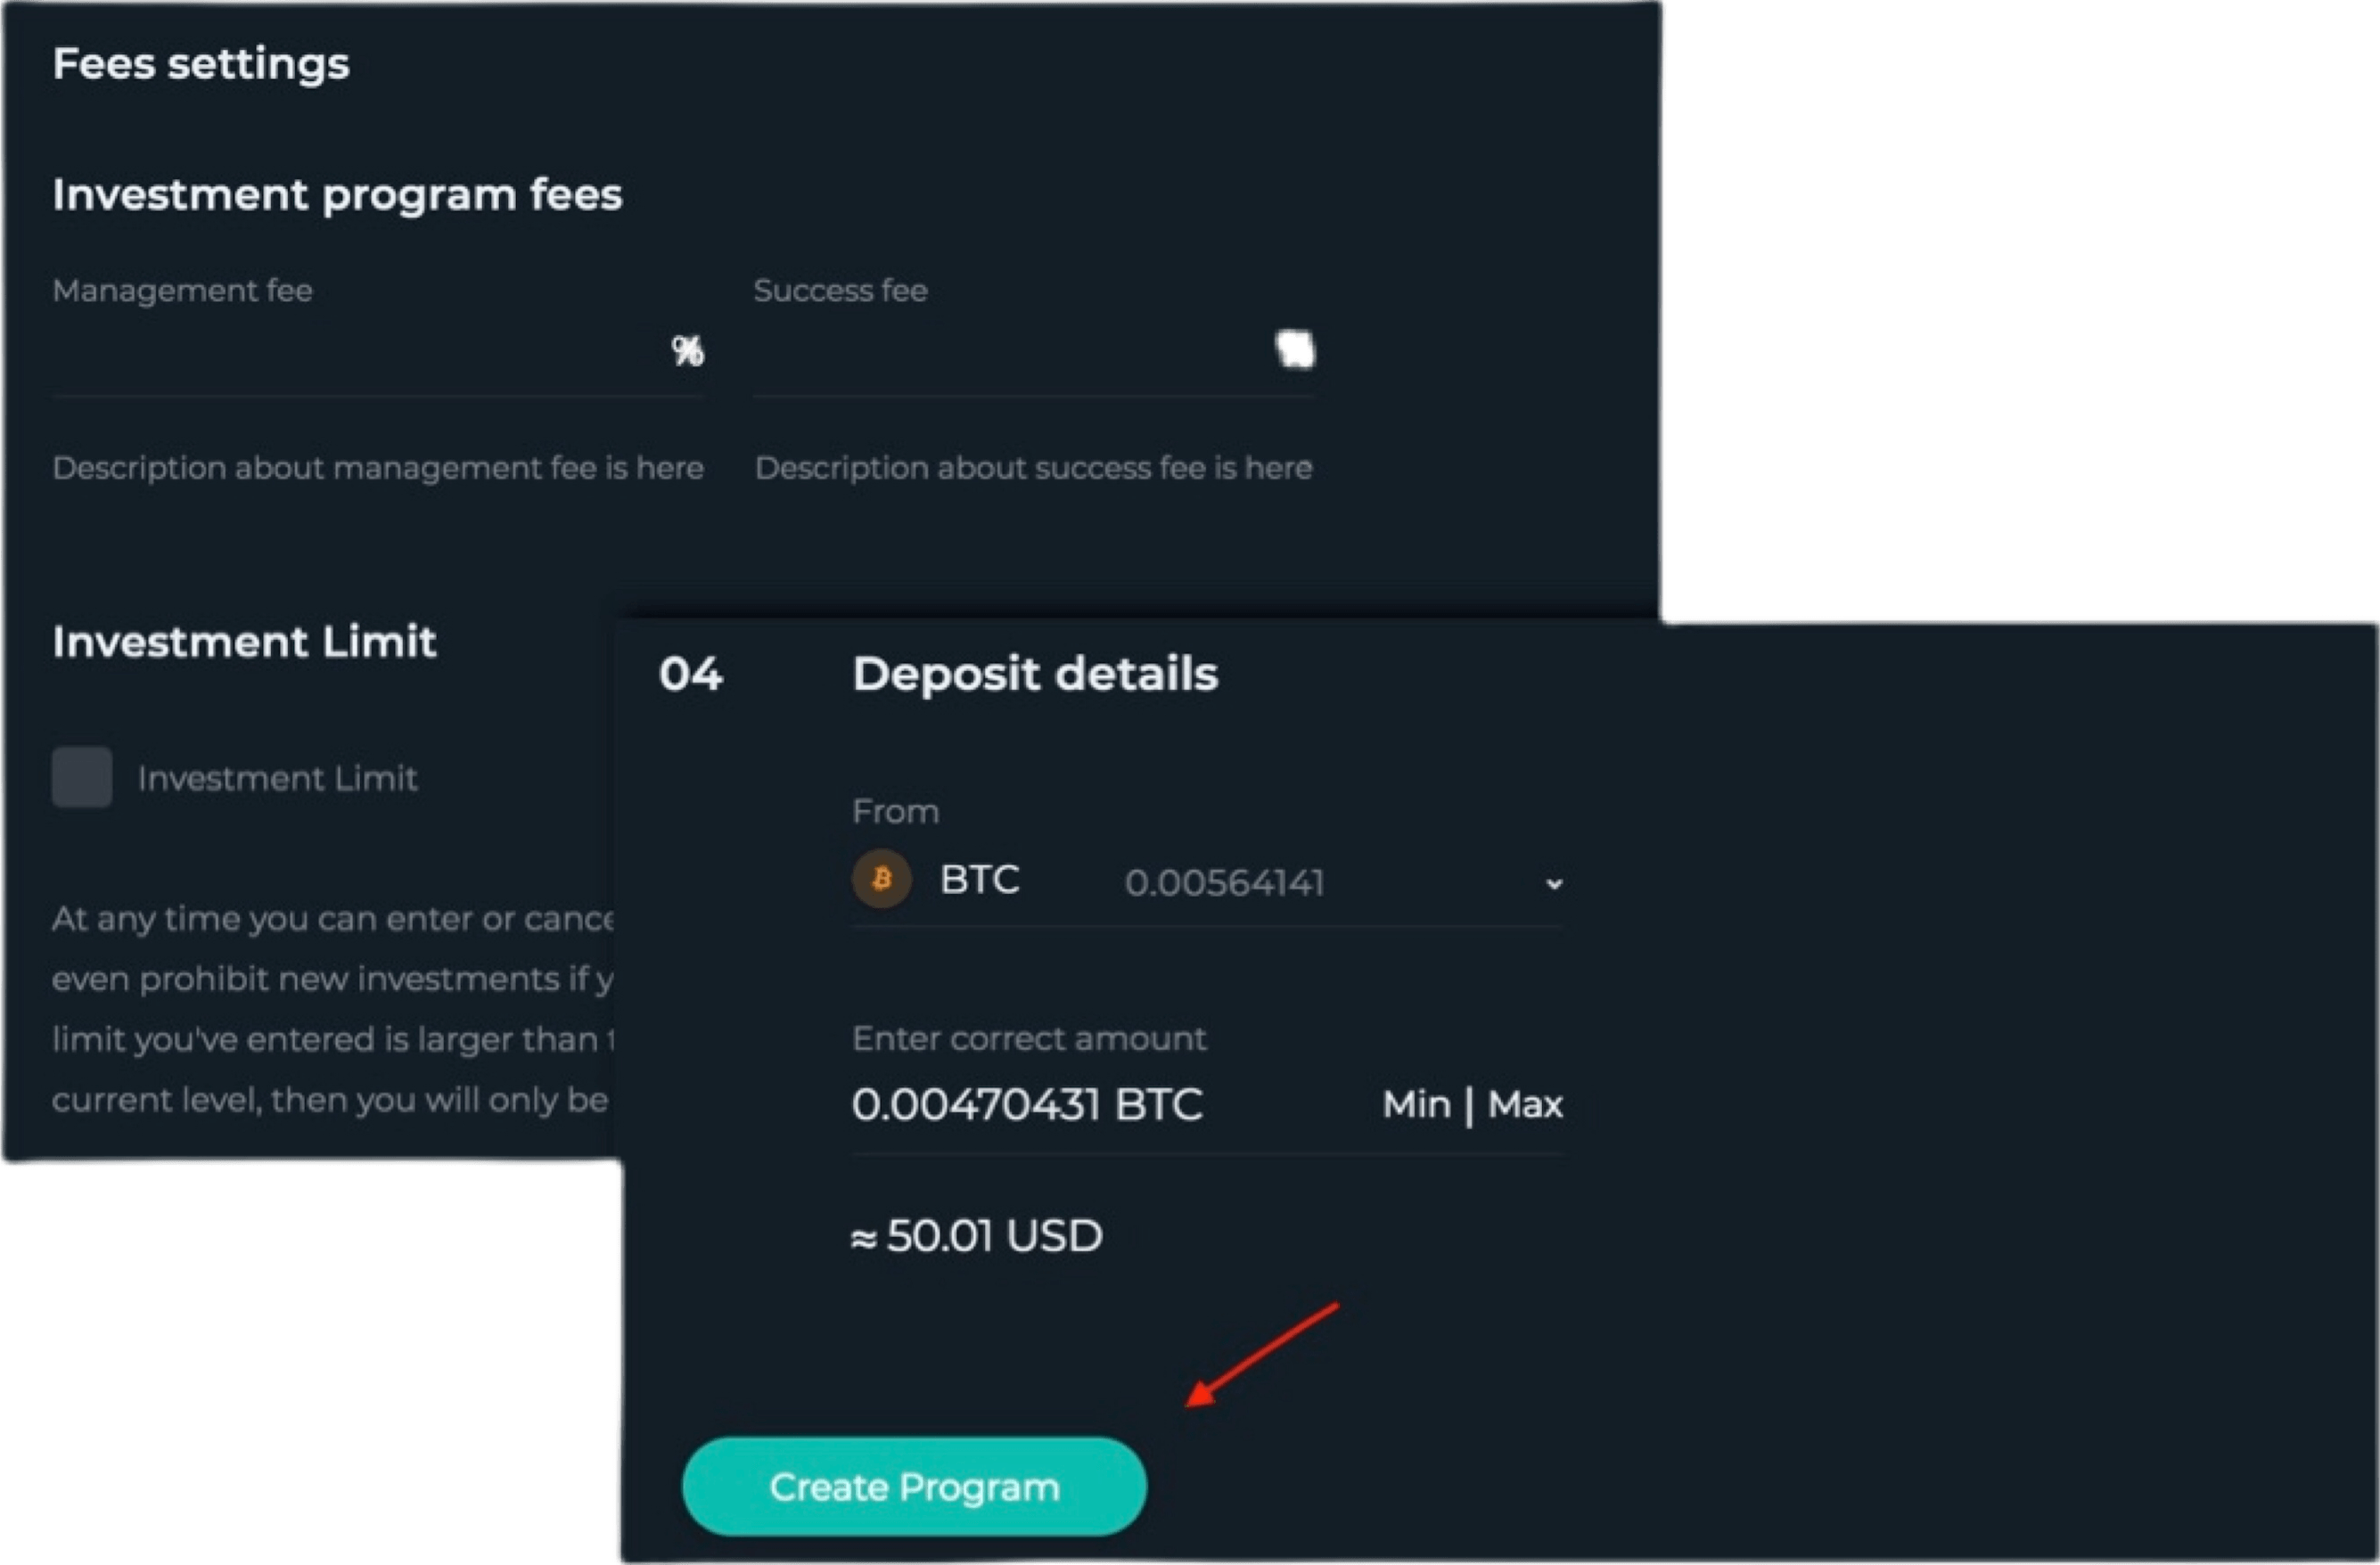 Fees settings
Investment program fees
Management fee
Success fee
%
Description about management fee is here
Description about success fee is here
Investment Limit
Investment Limit
At any time you can enter or
even prohibit new investments if
limit you've entered is larger than
current level, then you will only be
04
Deposit details
From
BTC 0.00564141
Enter correct amount
0.00470431 BTC Min | Max
≈ 50.01 USD
Create Program